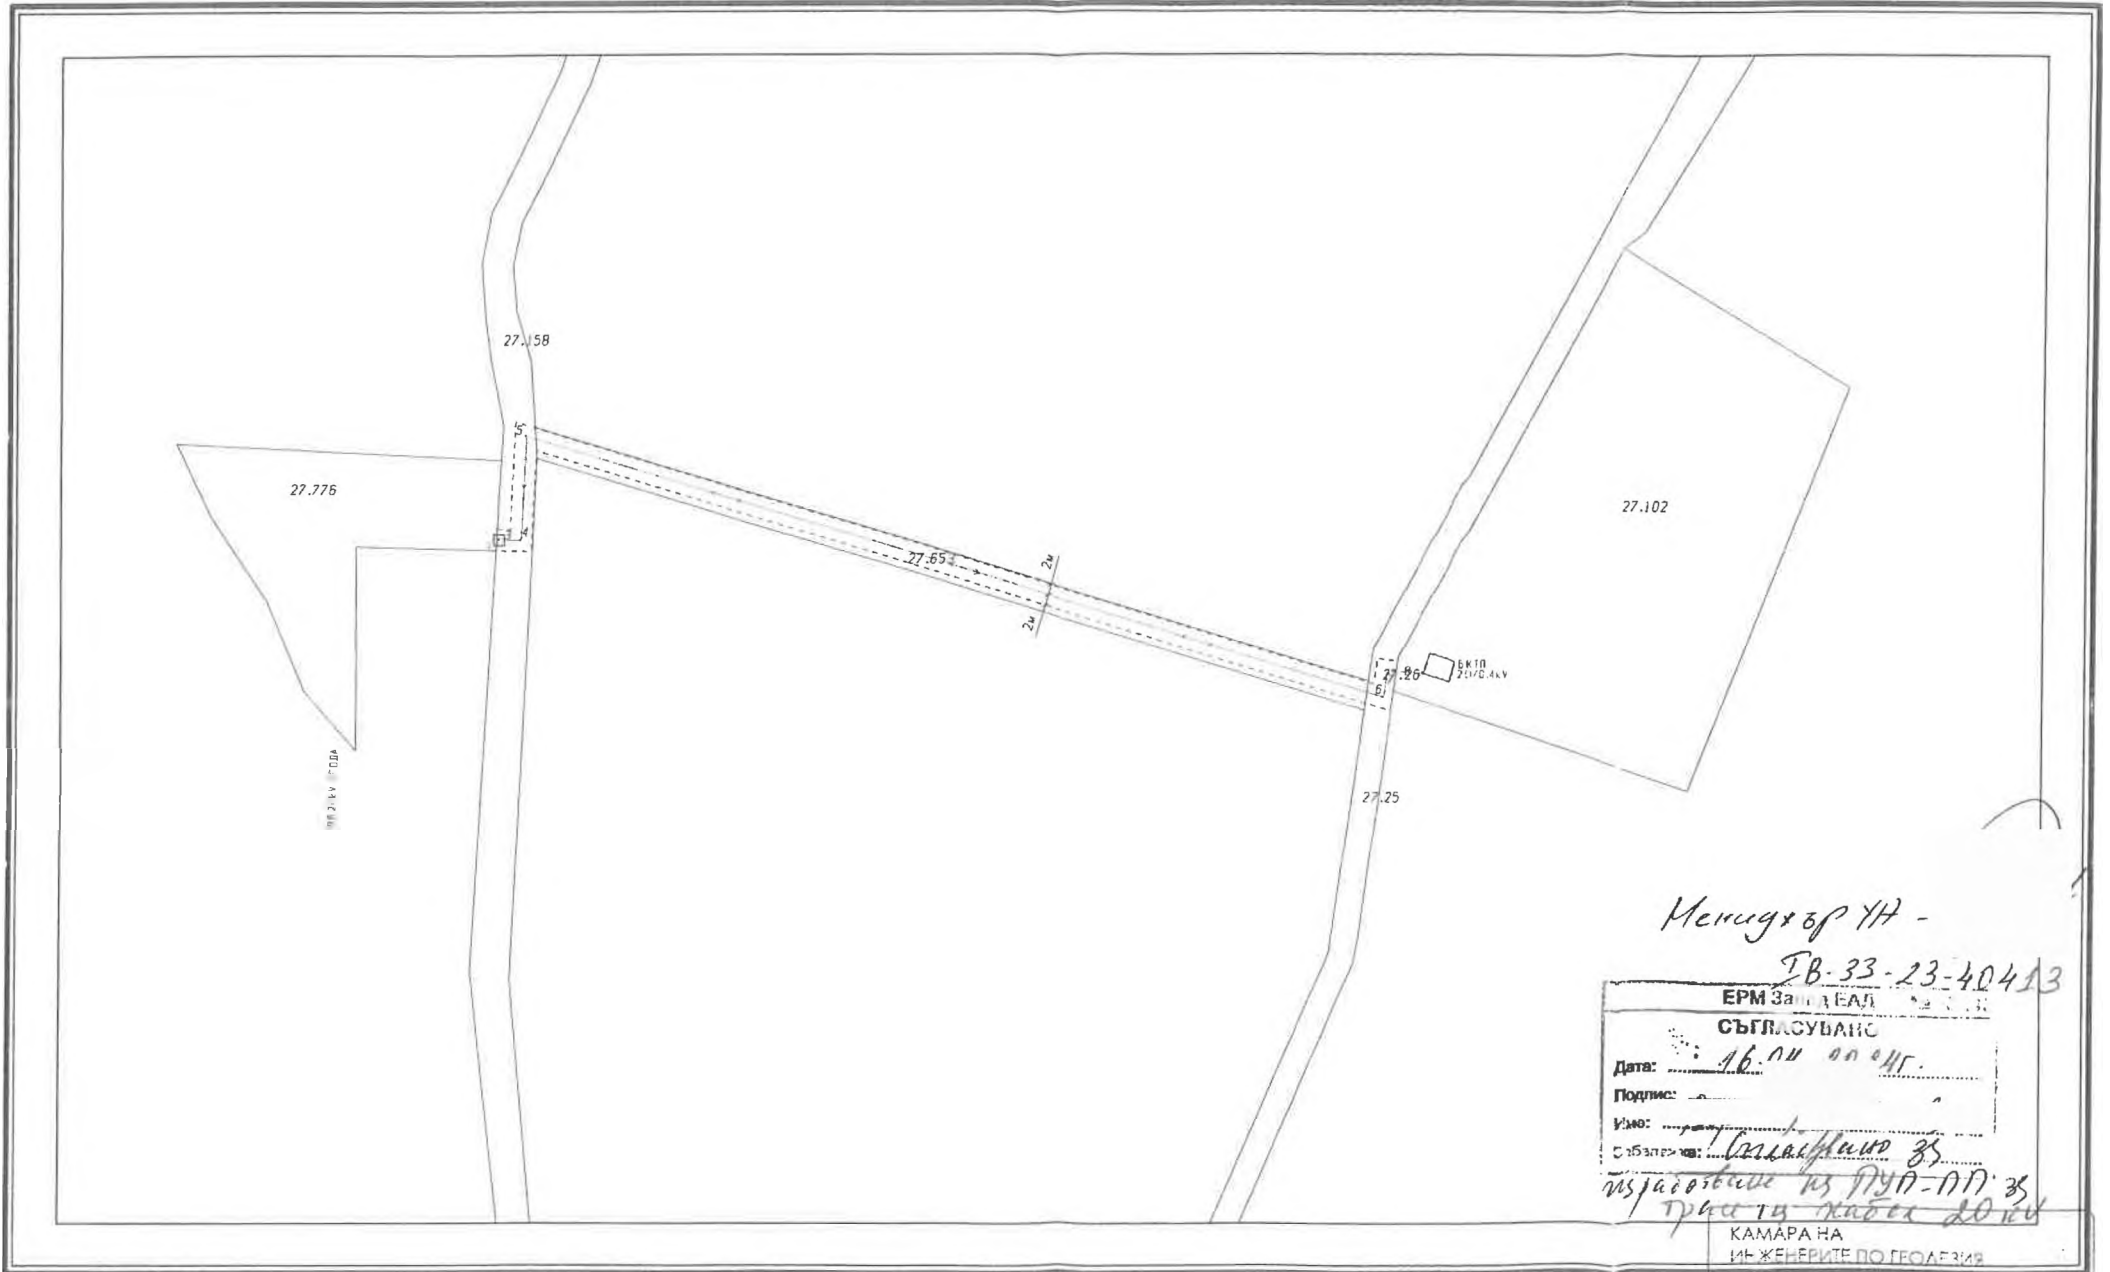 27.158
5
27.776
4
27.102
27.65
2м
2м
27.26
6
БКТП
20/0.4kV
27.25
Мениджър УН -
ТВ-33-23-40413
ЕРМ Запад ЕАД
СЪГЛАСУВАНО
Дата: 16.
Подпис:
Име:
Забележка: Съгласувано за
изработване на ПУП-ПП за
трасе на кабел 20 kV
КАМАРА НА
ИНЖЕНЕРИТЕ ПО ГЕОДЕЗИЯ